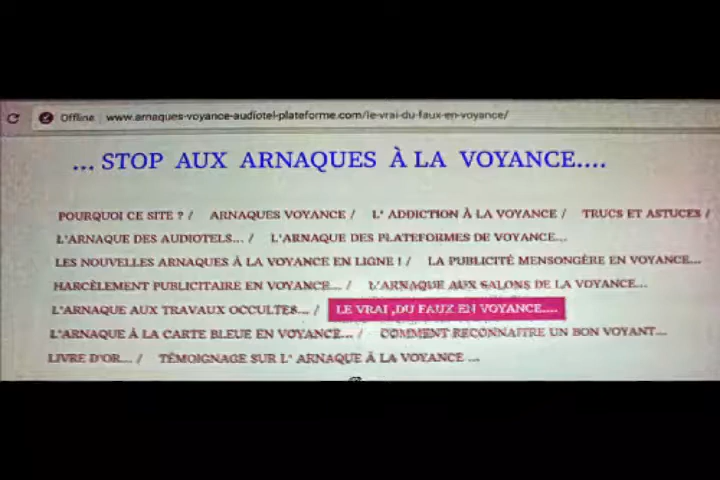 Offline www.arnaques-voyance-audiotel-plateforme.com/le-vrai-du-faux-en-voyance/
... STOP AUX ARNAQUES À LA VOYANCE....
POURQUOI CE SITE ? / ARNAQUES VOYANCE / L' ADDICTION À LA VOYANCE / TRUCS ET ASTUCES /
L'ARNAQUE DES AUDIOTELS... / L'ARNAQUE DES PLATEFORMES DE VOYANCE...
LES NOUVELLES ARNAQUES À LA VOYANCE EN LIGNE ! / LA PUBLICITÉ MENSONGÈRE EN VOYANCE...
HARCÈLEMENT PUBLICITAIRE EN VOYANCE... / L'ARNAQUE AUX SALONS DE LA VOYANCE...
L'ARNAQUE AUX TRAVAUX OCCULTES... / LE VRAI ,DU FAUX EN VOYANCE....
L'ARNAQUE À LA CARTE BLEUE EN VOYANCE... / COMMENT RECONNAITRE UN BON VOYANT...
LIVRE D'OR... / TÉMOIGNAGE SUR L' ARNAQUE À LA VOYANCE ...